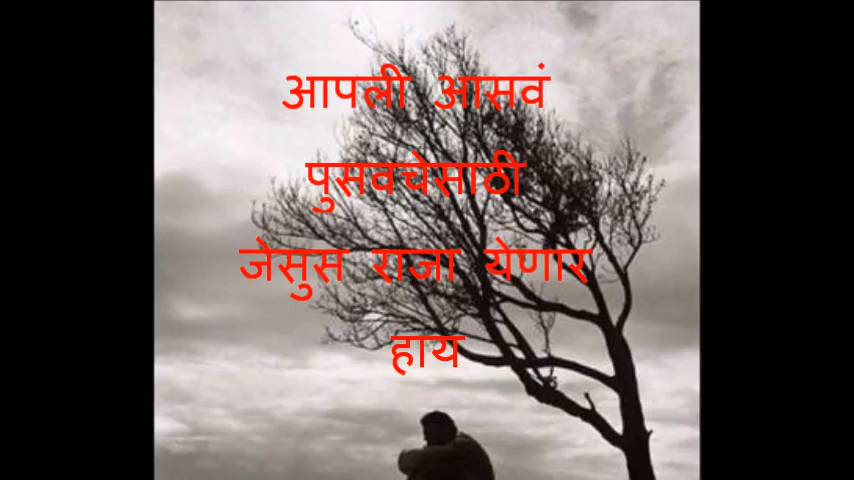 आपली आसवं
पुसवचेसाठी
जेसुस राजा येणार
हाय